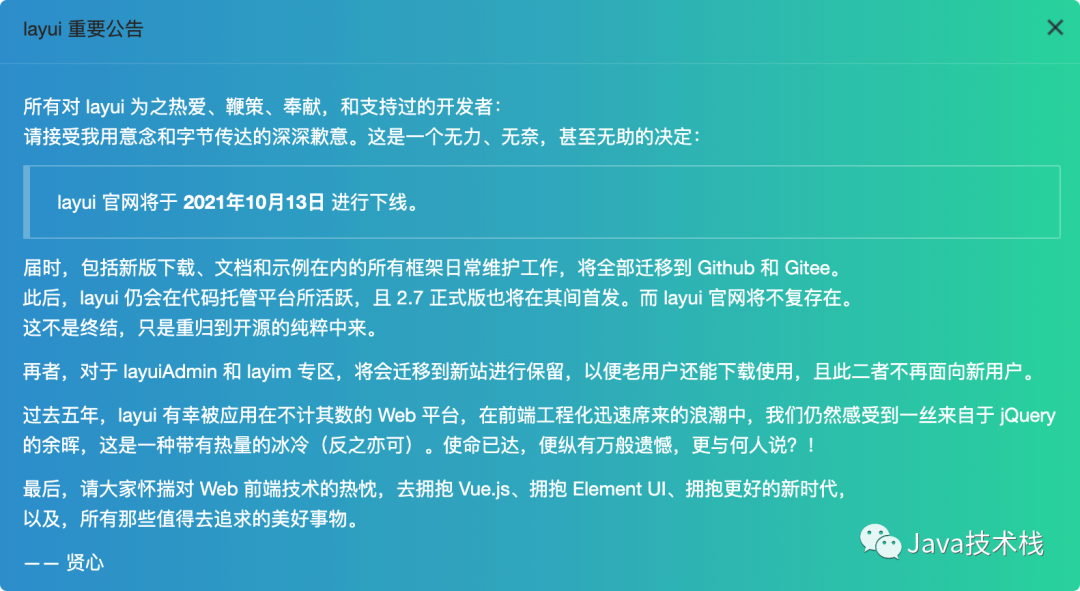 layui 重要公告
所有对 layui 为之热爱、鞭策、奉献，和支持过的开发者：
请接受我用意念和字节传达的深深歉意。这是一个无力、无奈，甚至无助的决定：
layui 官网将于 2021年10月13日 进行下线。
届时，包括新版下载、文档和示例在内的所有框架日常维护工作，将全部迁移到 Github 和 Gitee。
此后，layui 仍会在代码托管平台所活跃，且 2.7 正式版也将在其间首发。而 layui 官网将不复存在。
这不是终结，只是重归到开源的纯粹中来。
再者，对于 layuiAdmin 和 layim 专区，将会迁移到新站进行保留，以便老用户还能下载使用，且此二者不再面向新用户。
过去五年，layui 有幸被应用在不计其数的 Web 平台，在前端工程化迅速席来的浪潮中，我们仍然感受到一丝来自于 jQuery
的余晖，这是一种带有热量的冰冷（反之亦可）。使命已达，便纵有万般遗憾，更与何人说？！
最后，请大家怀揣对 Web 前端技术的热忱，去拥抱 Vue.js、拥抱 Element UI、拥抱更好的新时代，
以及，所有那些值得去追求的美好事物。
—— 贤心
Java技术栈